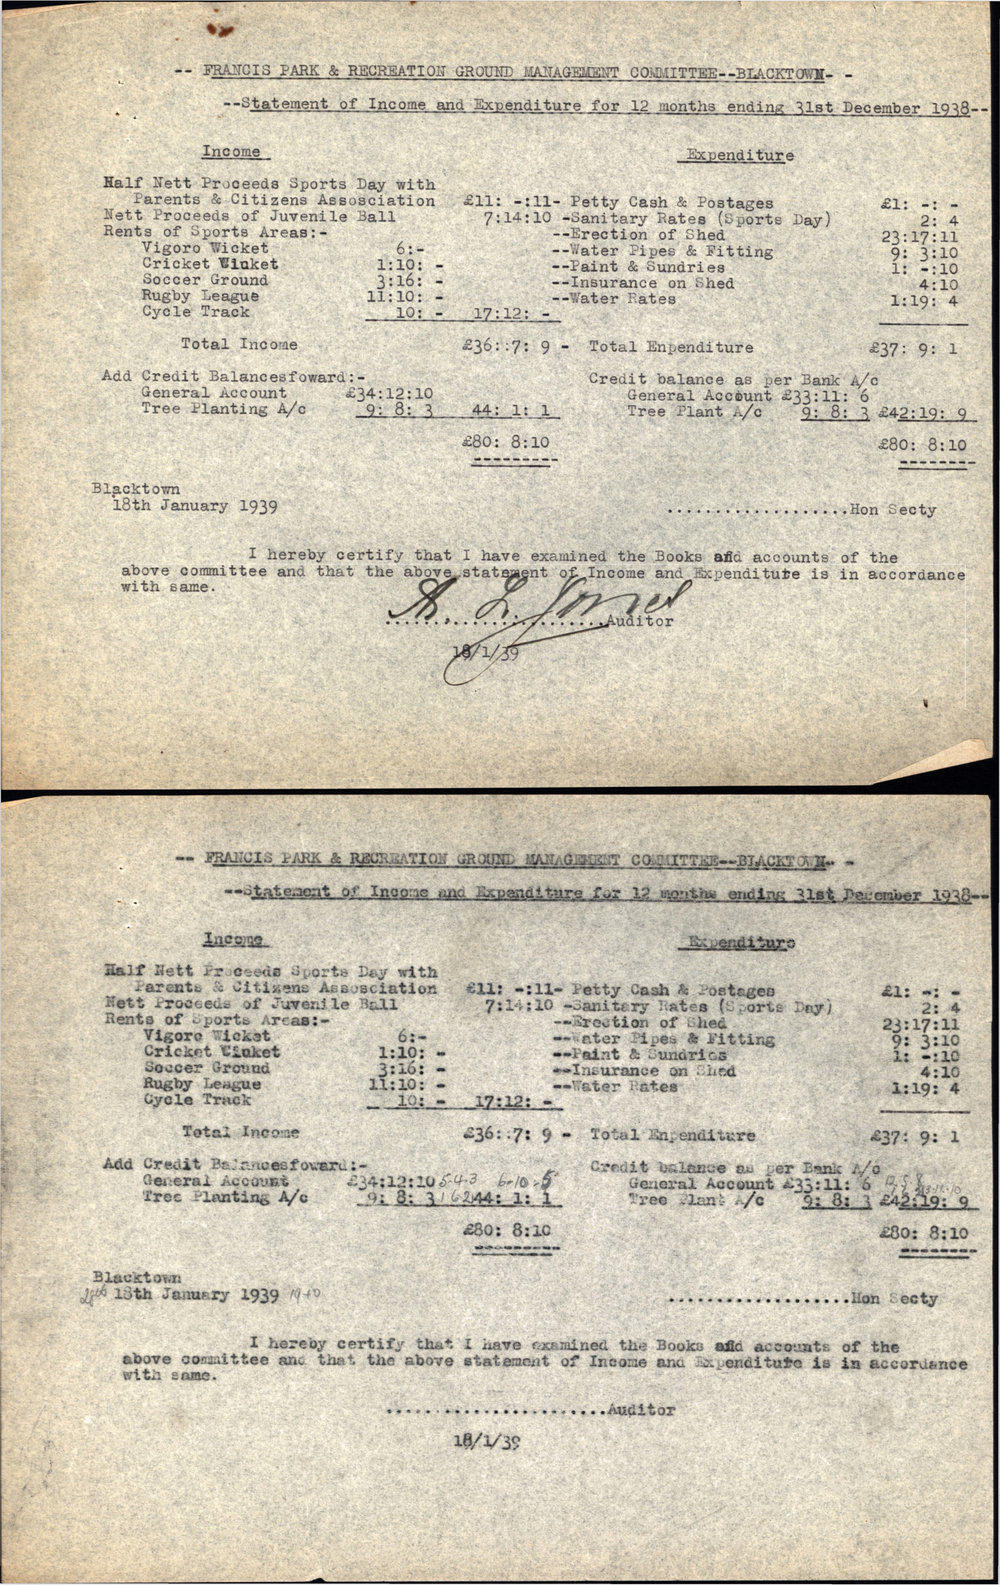 -- FRANCIS PARK & RECREATION GROUND MANAGEMENT COMMITTEE--BLACKTOWN- -
--Statement of Income and Expenditure for 12 months ending 31st December 1938--
Income Expenditure
Half Nett Proceeds Sports Day with
Parents & Citizens Assosciation £11: -:11- Petty Cash & Postages £1: -: -
Nett Proceeds of Juvenile Ball 7:14:10 -Sanitary Rates (Sports Day) 2: 4
Rents of Sports Areas:- --Erection of Shed 23:17:11
Vigoro Wicket 6:- --Water Pipes & Fitting 9: 3:10
Cricket Wicket 1:10: - --Paint & Sundries 1: -:10
Soccer Ground 3:16: - --Insurance on Shed 4:10
Rugby League 11:10: - --Water Rates 1:19: 4
Cycle Track 10: - 17:12: -
Total Income £36::7: 9 - Total Enpenditure £37: 9: 1
Add Credit Balancesfoward:- Credit balance as per Bank A/c
General Account £34:12:10 General Account £33:11: 6
Tree Planting A/c 9: 8: 3 44: 1: 1 Tree Plant A/c 9: 8: 3 £42:19: 9
£80: 8:10 £80: 8:10
Blacktown
18th January 1939 ...................Hon Secty
I hereby certify that I have examined the Books and accounts of the
above committee and that the above statement of Income and Expenditute is in accordance
with same.
A. L. Jones
.......................Auditor
18/1/39
-- FRANCIS PARK & RECREATION GROUND MANAGEMENT COMMITTEE--BLACKTOWN- -
--Statement of Income and Expenditure for 12 months ending 31st December 1938--
Income Expenditure
Half Nett Proceeds Sports Day with
Parents & Citizens Assosciation £11: -:11- Petty Cash & Postages £1: -: -
Nett Proceeds of Juvenile Ball 7:14:10 -Sanitary Rates (Sports Day) 2: 4
Rents of Sports Areas:- --Erection of Shed 23:17:11
Vigoro Wicket 6:- --Water Pipes & Fitting 9: 3:10
Cricket Wicket 1:10: - --Paint & Sundries 1: -:10
Soccer Ground 3:16: - --Insurance on Shed 4:10
Rugby League 11:10: - --Water Rates 1:19: 4
Cycle Track 10: - 17:12: -
Total Income £36::7: 9 - Total Enpenditure £37: 9: 1
Add Credit Balancesfoward:- Credit balance as per Bank A/c
General Account £34:12:10 5-4-3 6-10-5 General Account £33:11: 6
Tree Planting A/c 9: 8: 3 44: 1: 1 Tree Plant A/c 9: 8: 3 £42:19: 9
£80: 8:10 £80: 8:10
Blacktown
18th January 1939 1940 ...................Hon Secty
I hereby certify that I have examined the Books and accounts of the
above committee and that the above statement of Income and Expenditute is in accordance
with same.
.......................Auditor
18/1/39